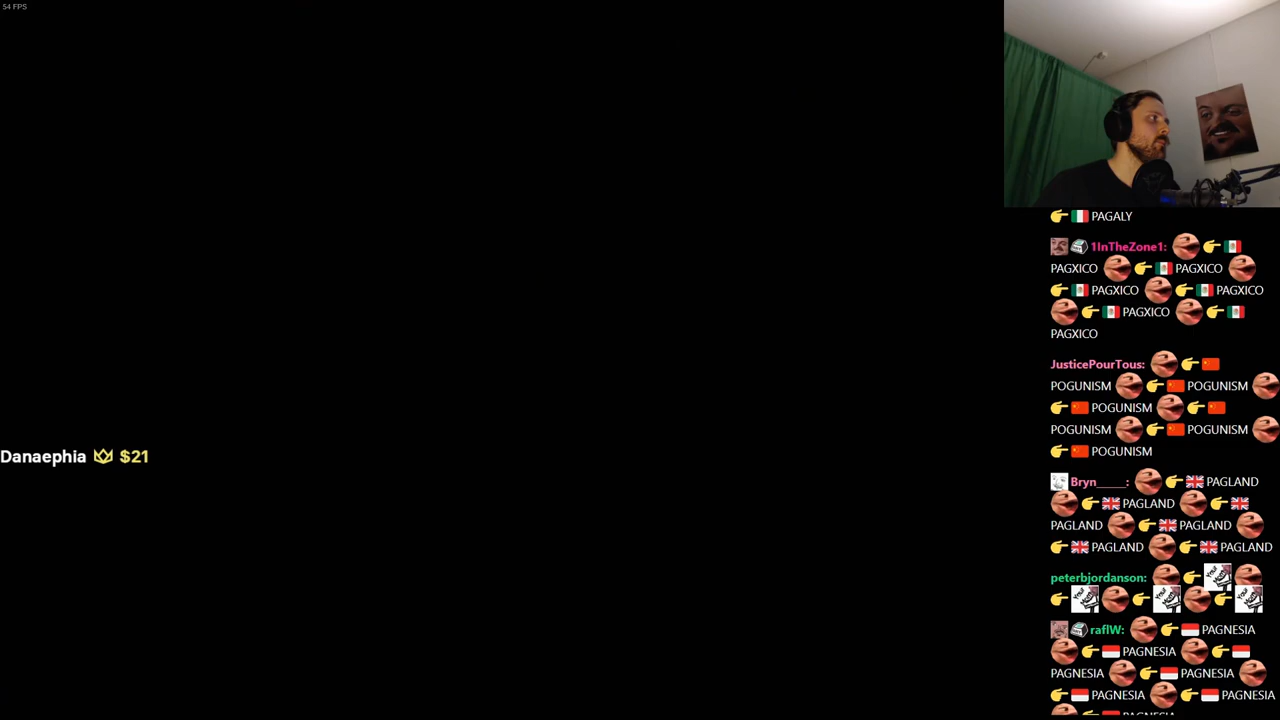 54 FPS
👉 🇮🇹 PAGALY
1InTheZone1: 👉 🇲🇽
PAGXICO 👉 🇲🇽 PAGXICO
👉 🇲🇽 PAGXICO 👉 🇲🇽 PAGXICO
👉 🇲🇽 PAGXICO 👉 🇲🇽
PAGXICO
JusticePourTous: 👉 🇨🇳
POGUNISM 👉 🇨🇳 POGUNISM
👉 🇨🇳 POGUNISM 👉 🇨🇳
POGUNISM 👉 🇨🇳 POGUNISM
👉 🇨🇳 POGUNISM
Danaephia $21
Bryn_____: 👉 🇬🇧 PAGLAND
👉 🇬🇧 PAGLAND 👉 🇬🇧
PAGLAND 👉 🇬🇧 PAGLAND
👉 🇬🇧 PAGLAND 👉 🇬🇧 PAGLAND
peterbjordanson: 👉
👉 👉 👉
raflW: 👉 🇮🇩 PAGNESIA
👉 🇮🇩 PAGNESIA 👉 🇮🇩
PAGNESIA 👉 🇮🇩 PAGNESIA
👉 🇮🇩 PAGNESIA 👉 🇮🇩 PAGNESIA